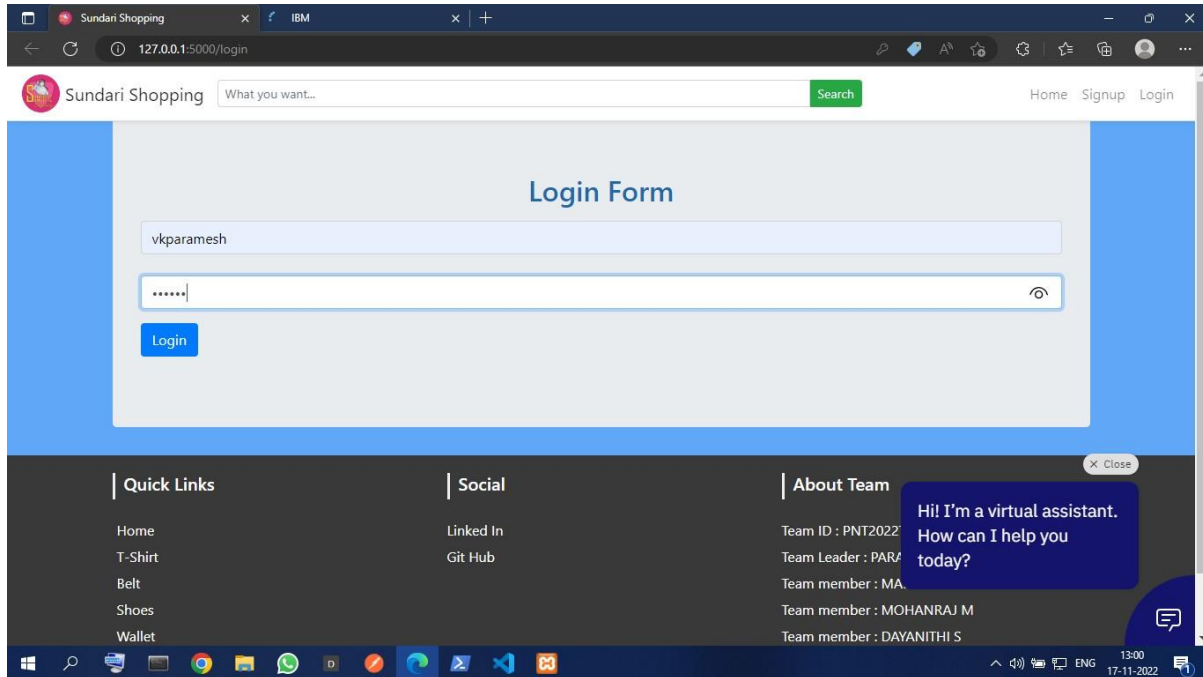 Sundari Shopping
IBM
127.0.0.1:5000/login
Sundari Shopping
What you want...
Search
Home Signup Login
Login Form
vkparamesh
••••••
Login
Quick Links
Home
T-Shirt
Belt
Shoes
Wallet
Social
Linked In
Git Hub
About Team
Team ID : PNT2022
Team Leader : PARA
Team member : MA
Team member : MOHANRAJ M
Team member : DAYANITHI S
× Close
Hi! I'm a virtual assistant.
How can I help you
today?
ENG
13:00
17-11-2022